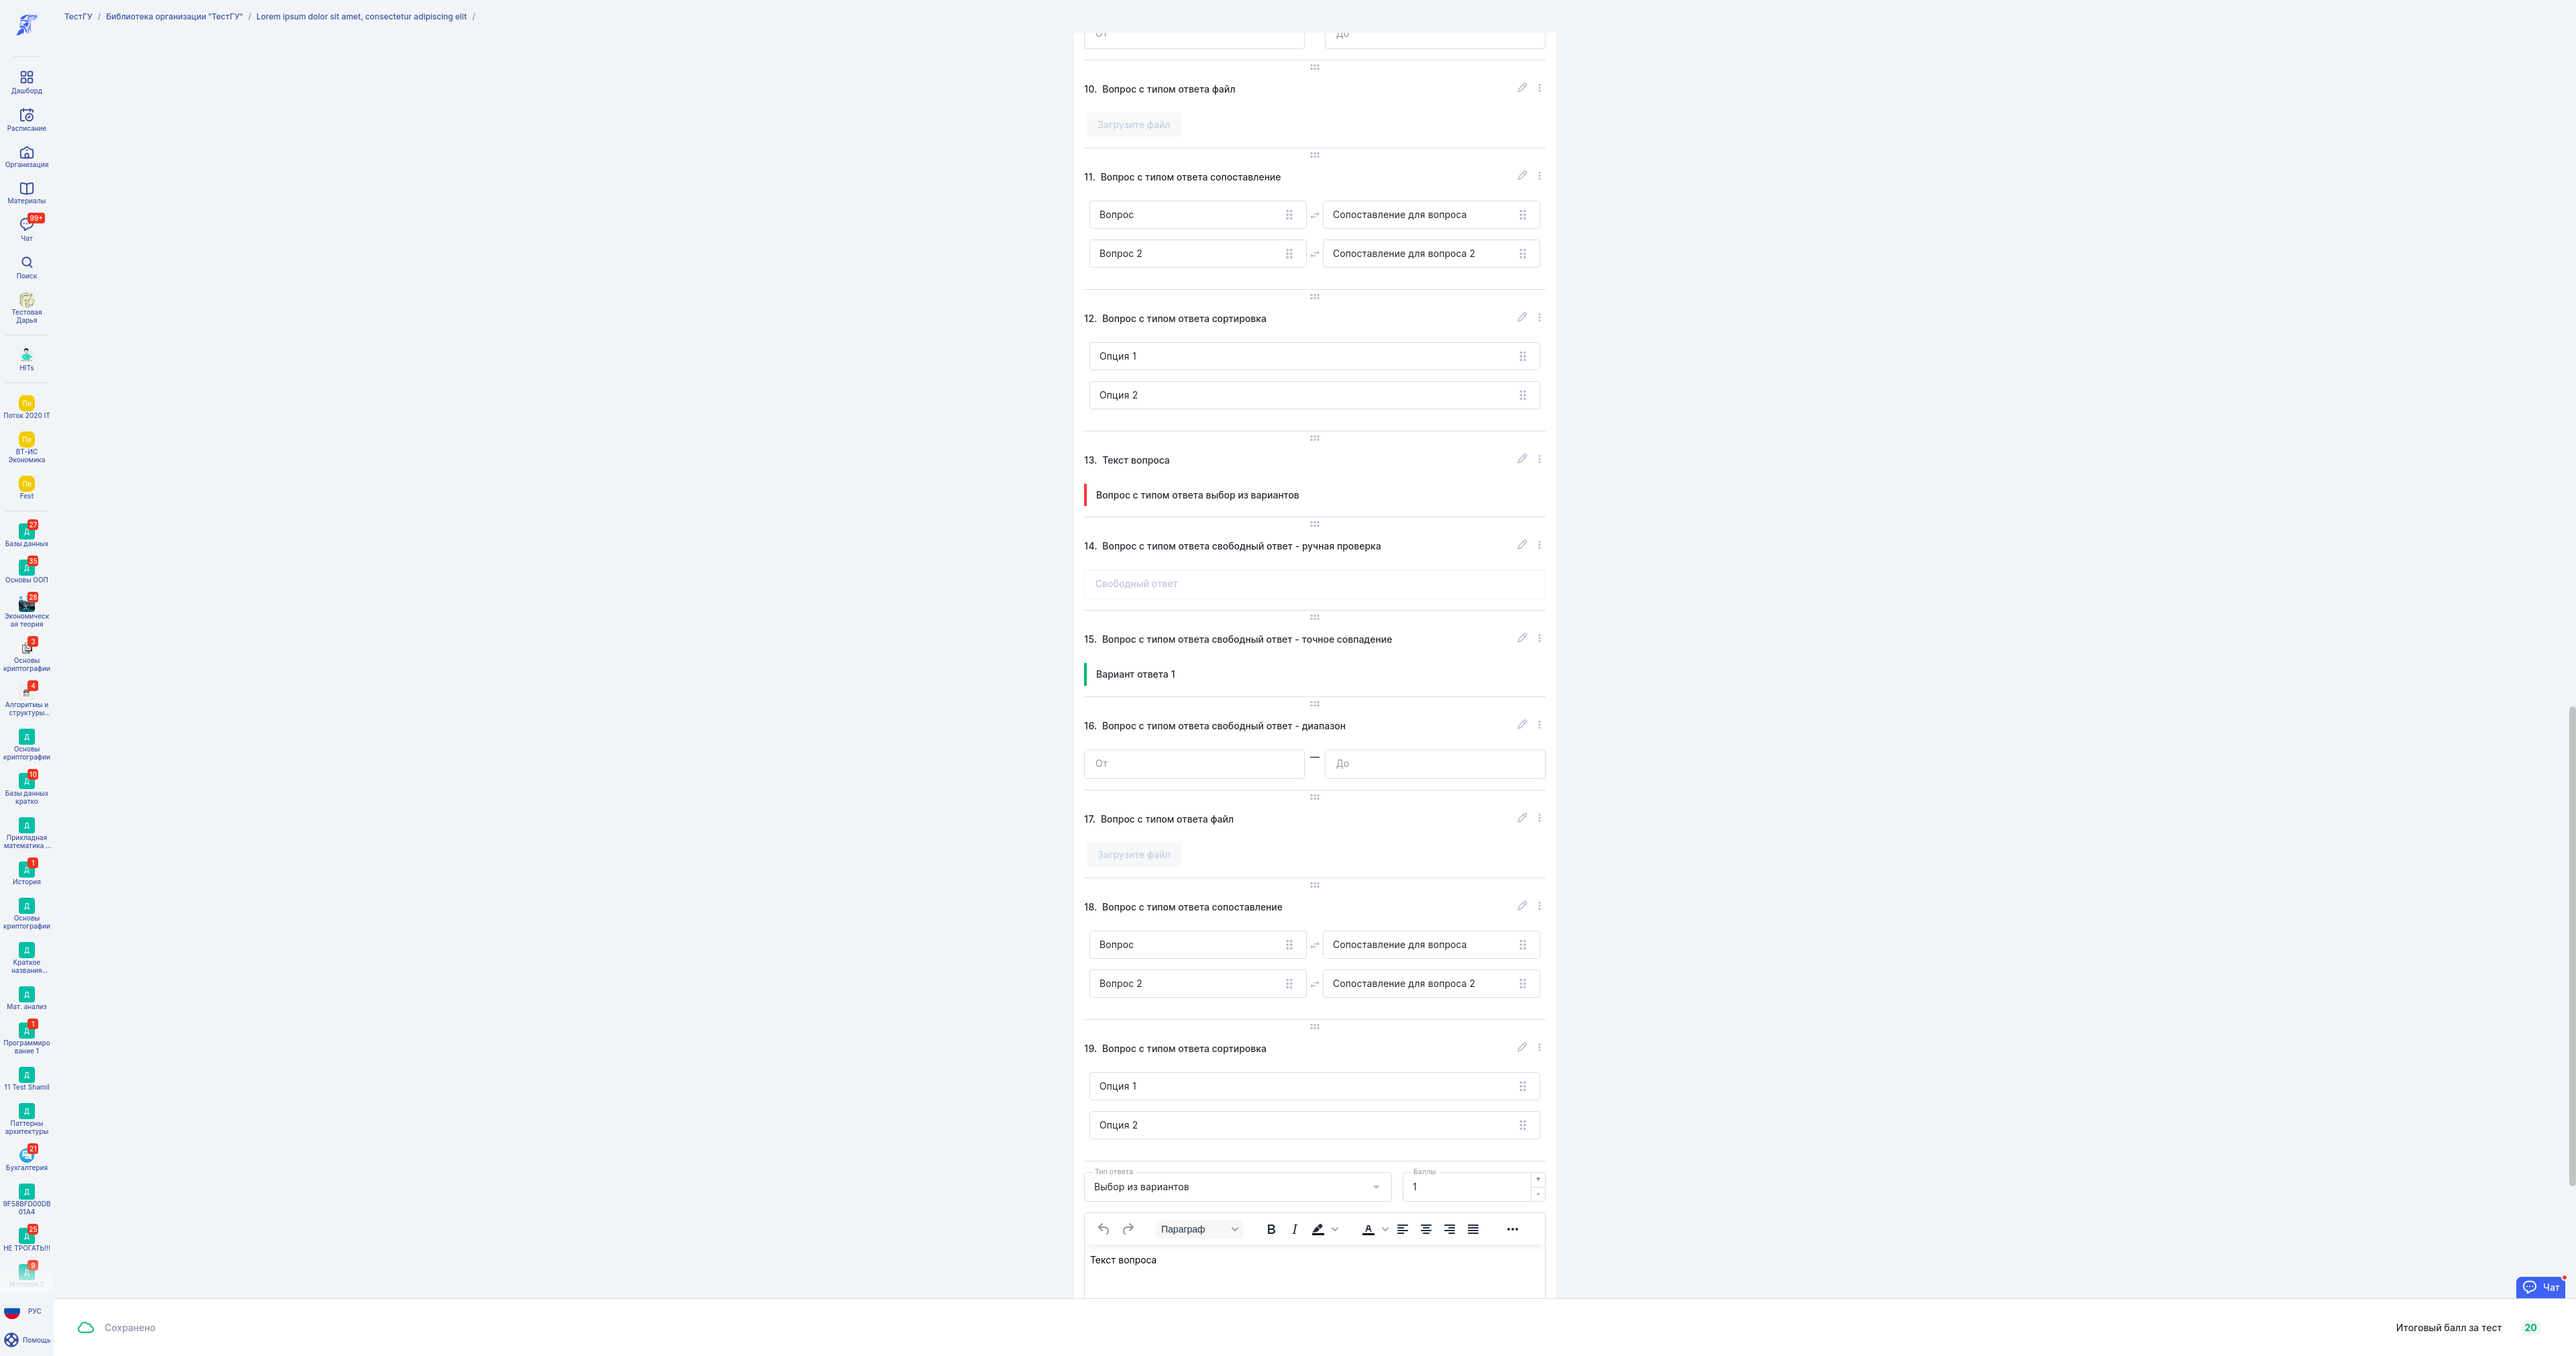 ТестГУ / Библиотека организации "ТестГУ" / Lorem ipsum dolor sit amet, consectetur adipiscing elit /
Дашборд
Расписание
Организация
Материалы
99+
Чат
Поиск
Тестовая
Дарья
HITs
По
Поток 2020 IT
По
ВТ-ИС
Экономика
По
Fest
27
Д
Базы данных
35
Д
Основы ООП
28
Экономическ
ая теория
3
Основы
криптографии
4
Алгоритмы и
структуры...
Д
Основы
криптографии
10
Д
Базы данных
кратко
Д
Прикладная
математика ...
1
Д
История
Д
Основы
криптографии
Д
Краткое
названия...
Д
Мат. анализ
1
Д
Программиро
вание 1
Д
11 Test Shamil
Д
Паттерны
архитектуры
21
Бухгалтерия
Д
9F58BFD00DB
01A4
25
Д
НЕ ТРОГАТЬ!!!
9
Д
История 2
РУС
Помощь
От
До
10. Вопрос с типом ответа файл
Загрузите файл
11. Вопрос с типом ответа сопоставление
Вопрос
Сопоставление для вопроса
Вопрос 2
Сопоставление для вопроса 2
12. Вопрос с типом ответа сортировка
Опция 1
Опция 2
13. Текст вопроса
Вопрос с типом ответа выбор из вариантов
14. Вопрос с типом ответа свободный ответ - ручная проверка
Свободный ответ
15. Вопрос с типом ответа свободный ответ - точное совпадение
Вариант ответа 1
16. Вопрос с типом ответа свободный ответ - диапазон
От
—
До
17. Вопрос с типом ответа файл
Загрузите файл
18. Вопрос с типом ответа сопоставление
Вопрос
Сопоставление для вопроса
Вопрос 2
Сопоставление для вопроса 2
19. Вопрос с типом ответа сортировка
Опция 1
Опция 2
Тип ответа
Выбор из вариантов
Баллы
1
+
-
Параграф
B I A
Текст вопроса
Чат
Сохранено
Итоговый балл за тест 20